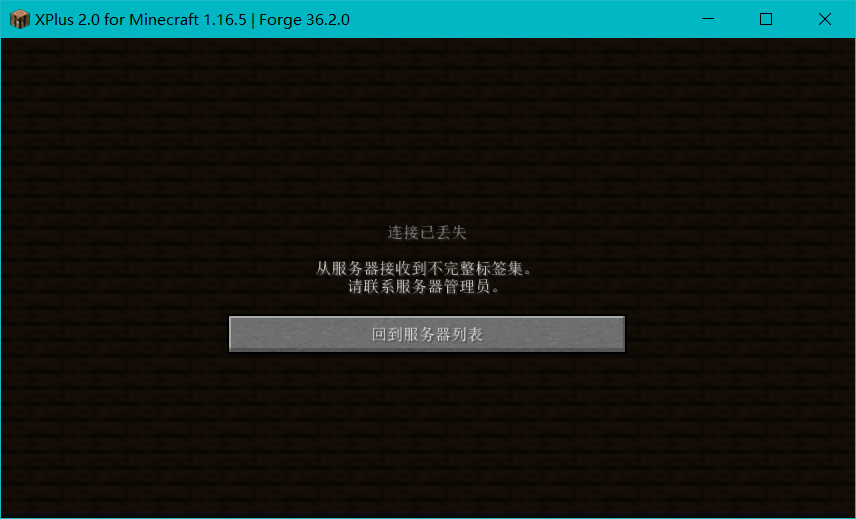 XPlus 2.0 for Minecraft 1.16.5 | Forge 36.2.0
连接已丢失
从服务器接收到不完整标签集。
请联系服务器管理员。
回到服务器列表